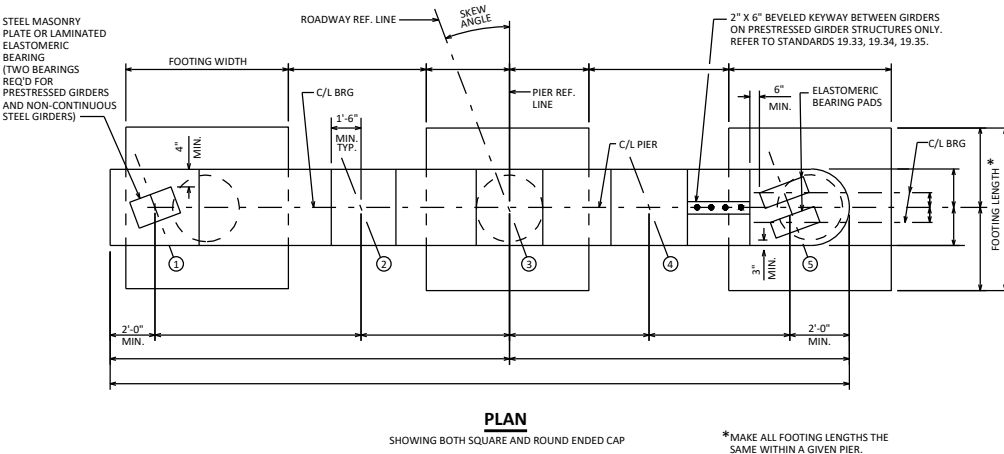 STEEL MASONRY
PLATE OR LAMINATED
ELASTOMERIC
BEARING
(TWO BEARINGS
REQ'D FOR
PRESTRESSED GIRDERS
AND NON-CONTINUOUS
STEEL GIRDERS)
ROADWAY REF. LINE
SKEW
ANGLE
2" X 6" BEVELED KEYWAY BETWEEN GIRDERS
ON PRESTRESSED GIRDER STRUCTURES ONLY.
REFER TO STANDARDS 19.33, 19.34, 19.35.
FOOTING WIDTH
C/L BRG
PIER REF.
LINE
6"
MIN.
ELASTOMERIC
BEARING PADS
1'-6"
MIN.
TYP.
4"
MIN.
C/L PIER
C/L BRG
FOOTING LENGTH *
1
2
3
4
5
3"
MIN.
2'-0"
MIN.
2'-0"
MIN.
PLAN
SHOWING BOTH SQUARE AND ROUND ENDED CAP
*MAKE ALL FOOTING LENGTHS THE
SAME WITHIN A GIVEN PIER.